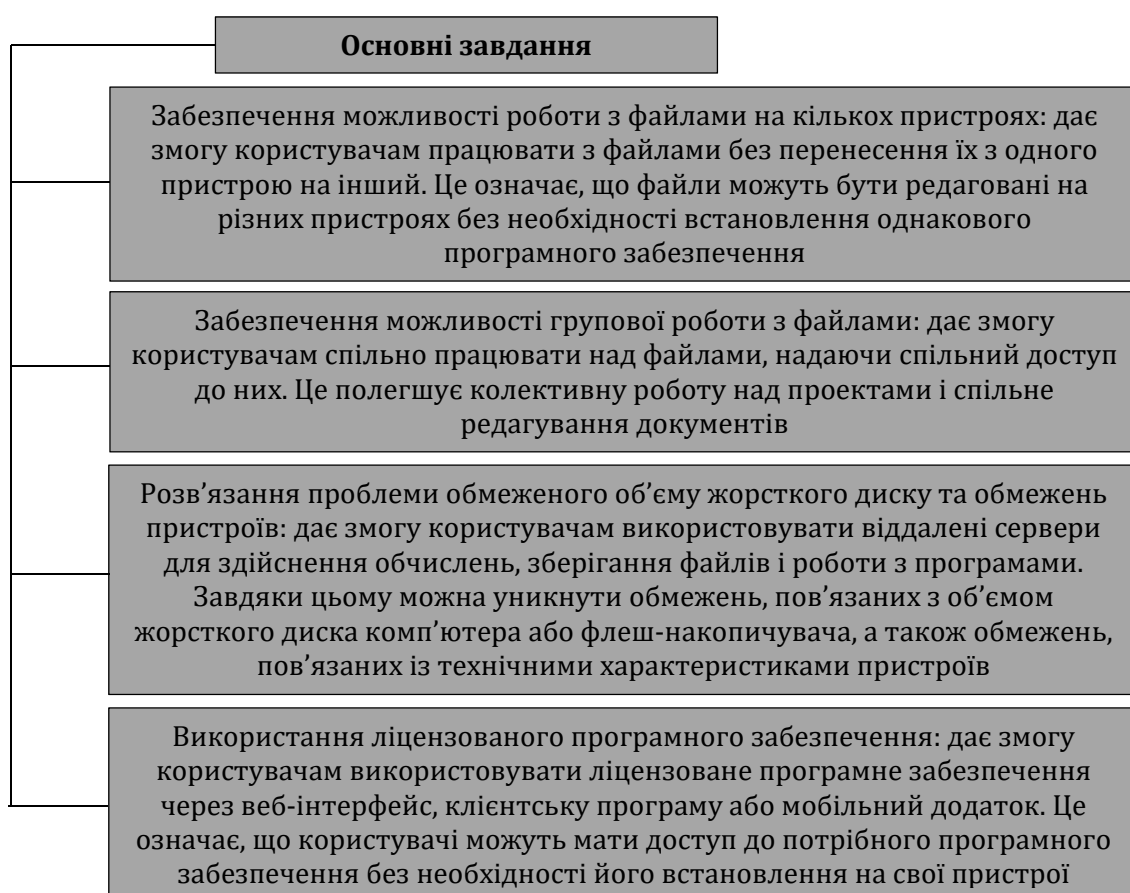 Основні завдання
Забезпечення можливості роботи з файлами на кількох пристроях: дає
змогу користувачам працювати з файлами без перенесення їх з одного
пристрою на інший. Це означає, що файли можуть бути редаговані на
різних пристроях без необхідності встановлення однакового
програмного забезпечення
Забезпечення можливості групової роботи з файлами: дає змогу
користувачам спільно працювати над файлами, надаючи спільний доступ
до них. Це полегшує колективну роботу над проектами і спільне
редагування документів
Розв’язання проблеми обмеженого об’єму жорсткого диску та обмежень
пристроїв: дає змогу користувачам використовувати віддалені сервери
для здійснення обчислень, зберігання файлів і роботи з програмами.
Завдяки цьому можна уникнути обмежень, пов’язаних з об’ємом
жорсткого диска комп’ютера або флеш-накопичувача, а також обмежень,
пов’язаних із технічними характеристиками пристроїв
Використання ліцензованого програмного забезпечення: дає змогу
користувачам використовувати ліцензоване програмне забезпечення
через веб-інтерфейс, клієнтську програму або мобільний додаток. Це
означає, що користувачі можуть мати доступ до потрібного програмного
забезпечення без необхідності його встановлення на свої пристрої